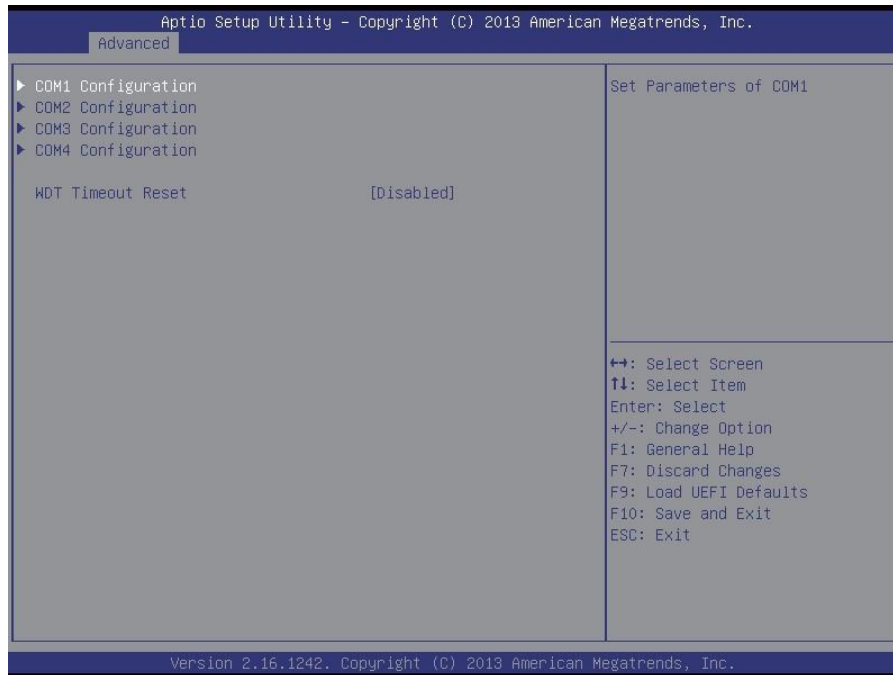 Aptio Setup Utility – Copyright (C) 2013 American Megatrends, Inc.
Advanced
► COM1 Configuration
► COM2 Configuration
► COM3 Configuration
► COM4 Configuration
WDT Timeout Reset [Disabled]
Set Parameters of COM1
↔: Select Screen
↑↓: Select Item
Enter: Select
+/-: Change Option
F1: General Help
F7: Discard Changes
F9: Load UEFI Defaults
F10: Save and Exit
ESC: Exit
Version 2.16.1242. Copyright (C) 2013 American Megatrends, Inc.